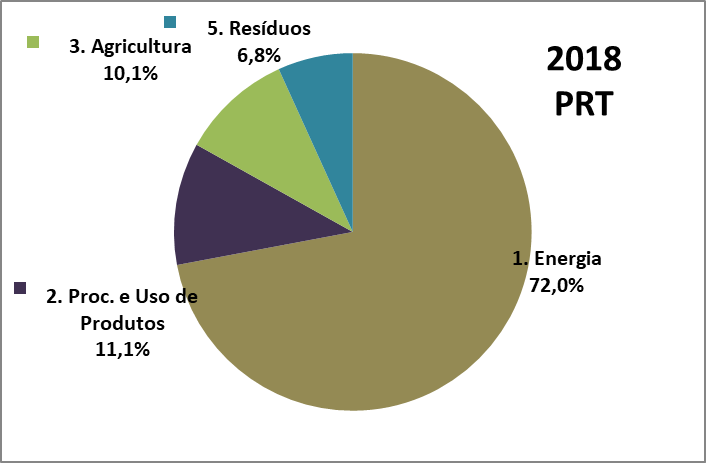 5. Resíduos
6,8%
3. Agricultura
10,1%
2018
PRT
1. Energia
72,0%
2. Proc. e Uso de
Produtos
11,1%